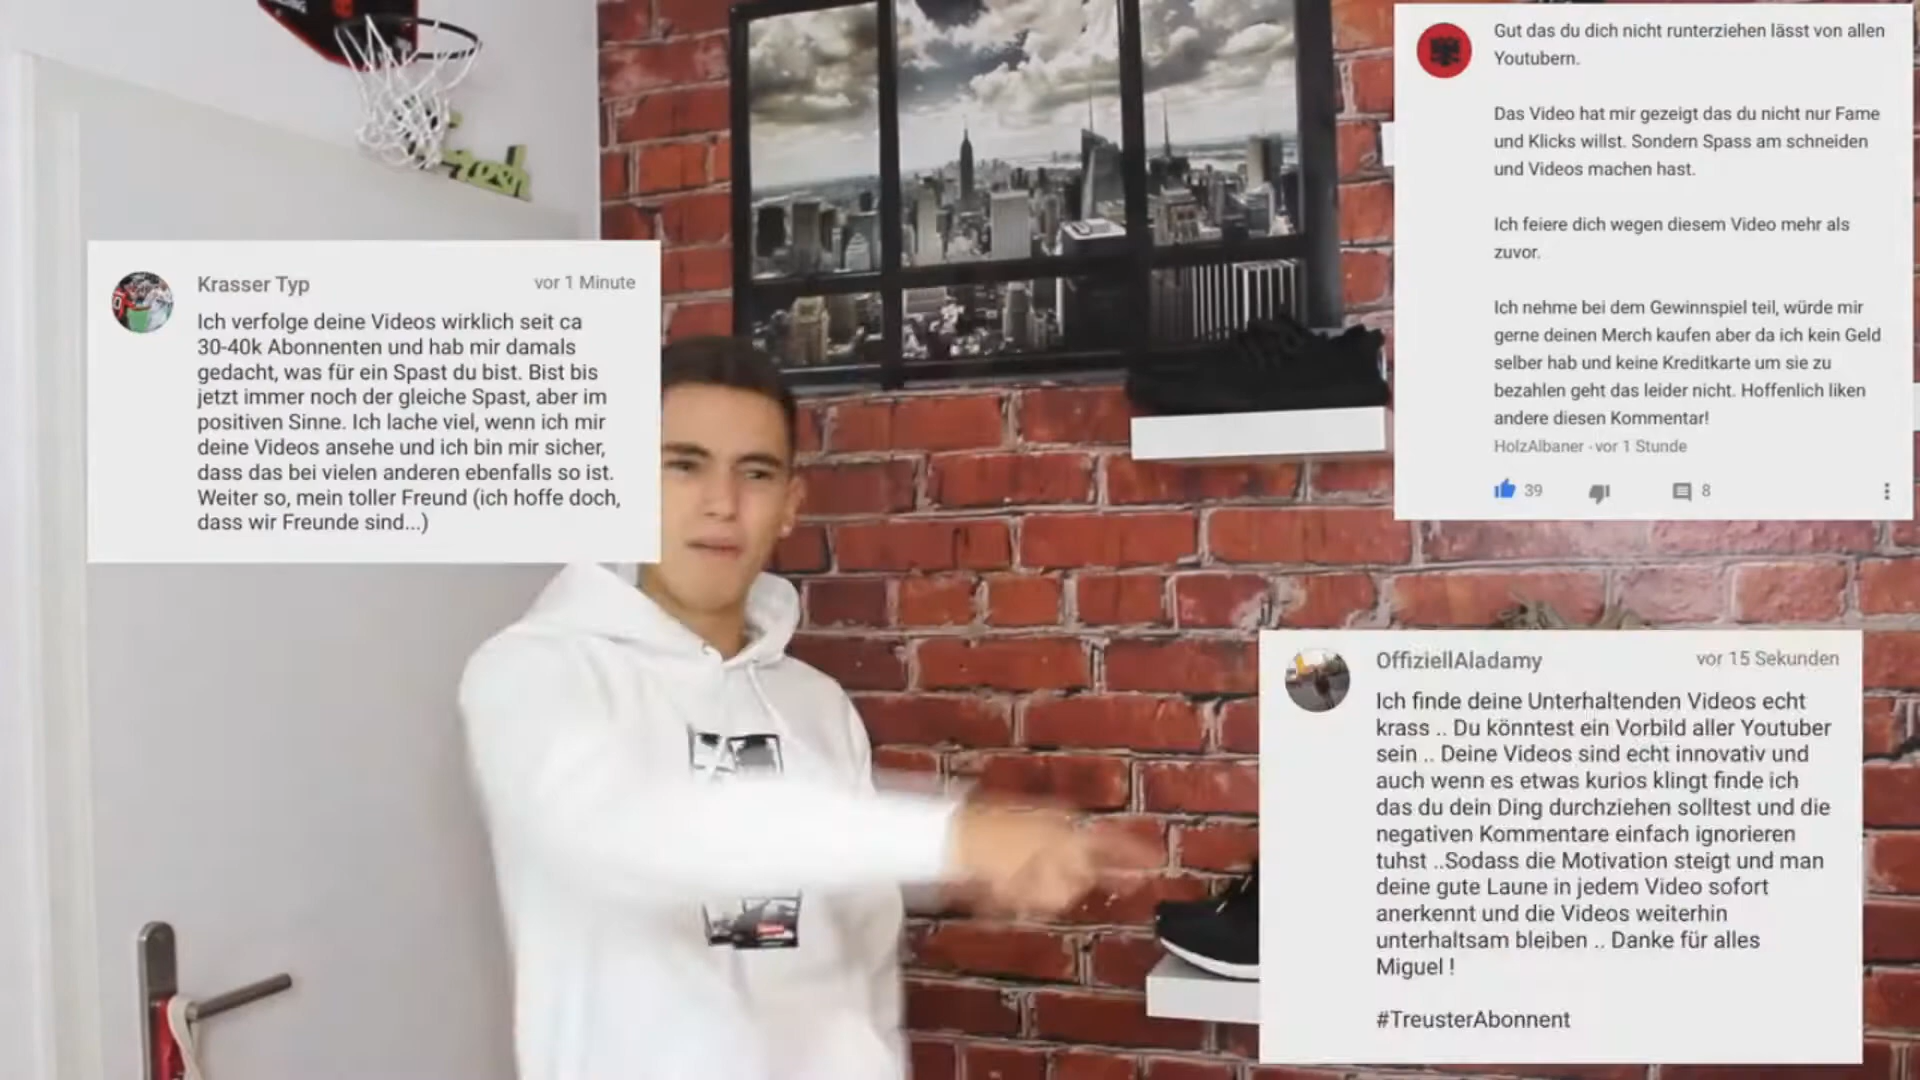 Krasser Typ
vor 1 Minute
Ich verfolge deine Videos wirklich seit ca
30-40k Abonnenten und hab mir damals
gedacht, was für ein Spast du bist. Bist bis
jetzt immer noch der gleiche Spast, aber im
positiven Sinne. Ich lache viel, wenn ich mir
deine Videos ansehe und ich bin mir sicher,
dass das bei vielen anderen ebenfalls so ist.
Weiter so, mein toller Freund (ich hoffe doch,
dass wir Freunde sind...)
Gut das du dich nicht runterziehen lässt von allen
Youtubern.
Das Video hat mir gezeigt das du nicht nur Fame
und Klicks willst. Sondern Spass am schneiden
und Videos machen hast.
Ich feiere dich wegen diesem Video mehr als
zuvor.
Ich nehme bei dem Gewinnspiel teil, würde mir
gerne deinen Merch kaufen aber da ich kein Geld
selber hab und keine Kreditkarte um sie zu
bezahlen geht das leider nicht. Hoffenlich liken
andere diesen Kommentar!
HolzAlbaner - vor 1 Stunde
39
8
OffiziellAladamy
vor 15 Sekunden
Ich finde deine Unterhaltenden Videos echt
krass .. Du könntest ein Vorbild aller Youtuber
sein .. Deine Videos sind echt innovativ und
auch wenn es etwas kurios klingt finde ich
das du dein Ding durchziehen solltest und die
negativen Kommentare einfach ignorieren
tuhst ..Sodass die Motivation steigt und man
deine gute Laune in jedem Video sofort
anerkennt und die Videos weiterhin
unterhaltsam bleiben .. Danke für alles
Miguel !
#TreusterAbonnent